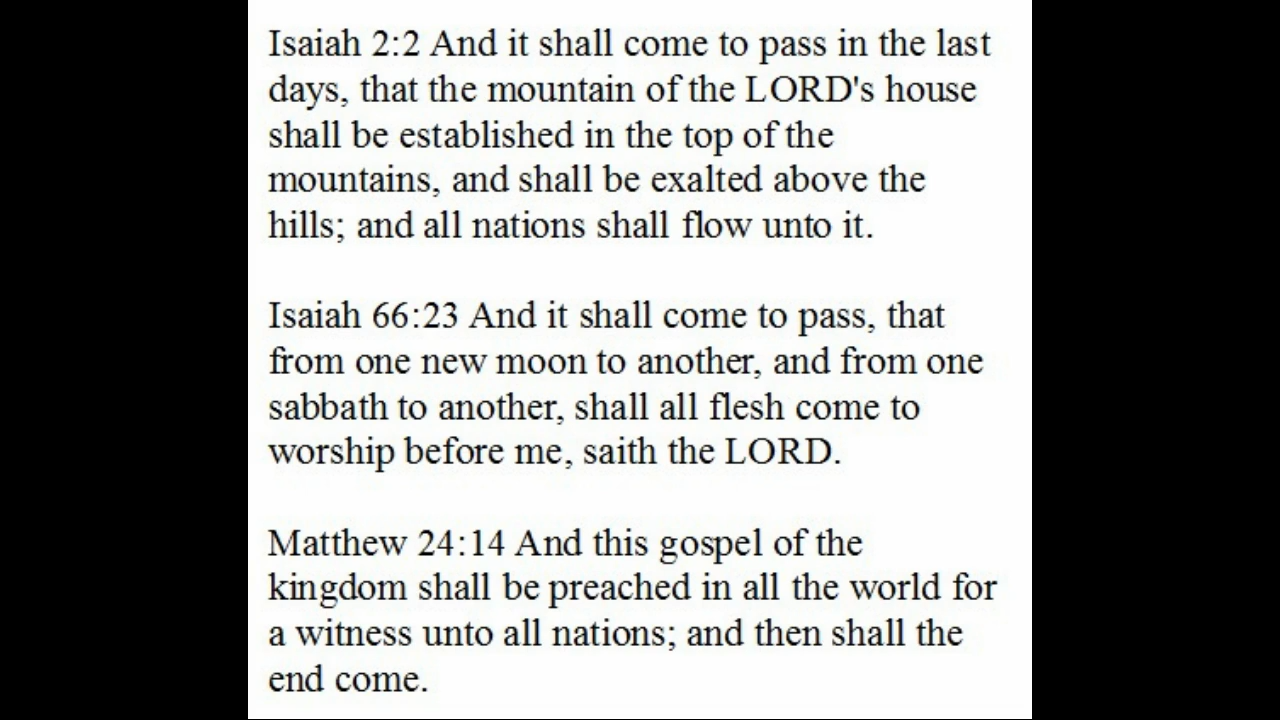 Isaiah 2:2 And it shall come to pass in the last
days, that the mountain of the LORD's house
shall be established in the top of the
mountains, and shall be exalted above the
hills; and all nations shall flow unto it.
Isaiah 66:23 And it shall come to pass, that
from one new moon to another, and from one
sabbath to another, shall all flesh come to
worship before me, saith the LORD.
Matthew 24:14 And this gospel of the
kingdom shall be preached in all the world for
a witness unto all nations; and then shall the
end come.